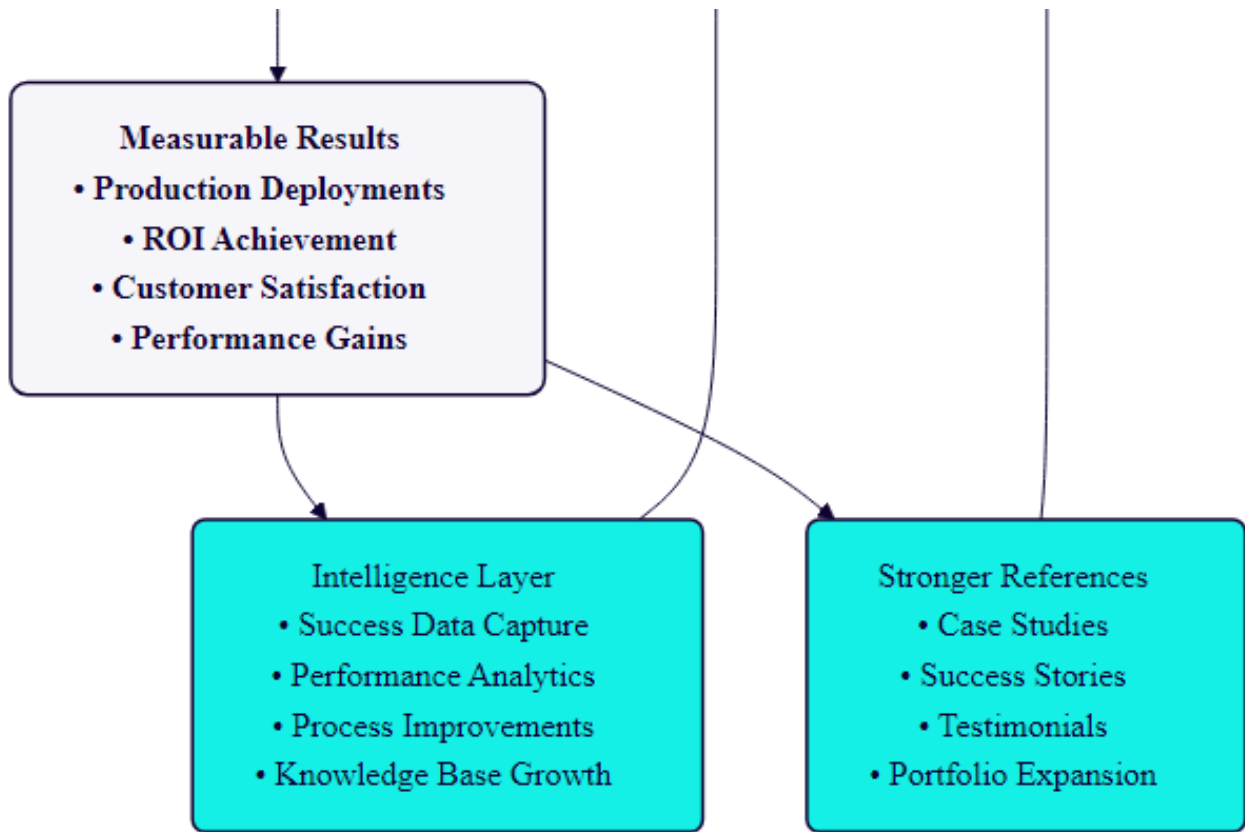 Measurable Results
• Production Deployments
• ROI Achievement
• Customer Satisfaction
• Performance Gains
Intelligence Layer
• Success Data Capture
• Performance Analytics
• Process Improvements
• Knowledge Base Growth
Stronger References
• Case Studies
• Success Stories
• Testimonials
• Portfolio Expansion